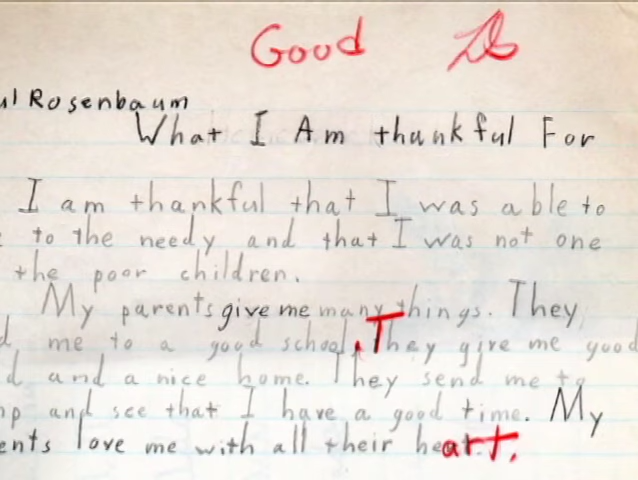 Good
ul Rosenbaum
What I Am thankful For
I am thankful that I was able to
to the needy and that I was not one
the poor children.
My parents give me many things. They
d me to a good school. They give me good
d and a nice home. They send me to
mp and see that I have a good time. My
ents love me with all their heart.